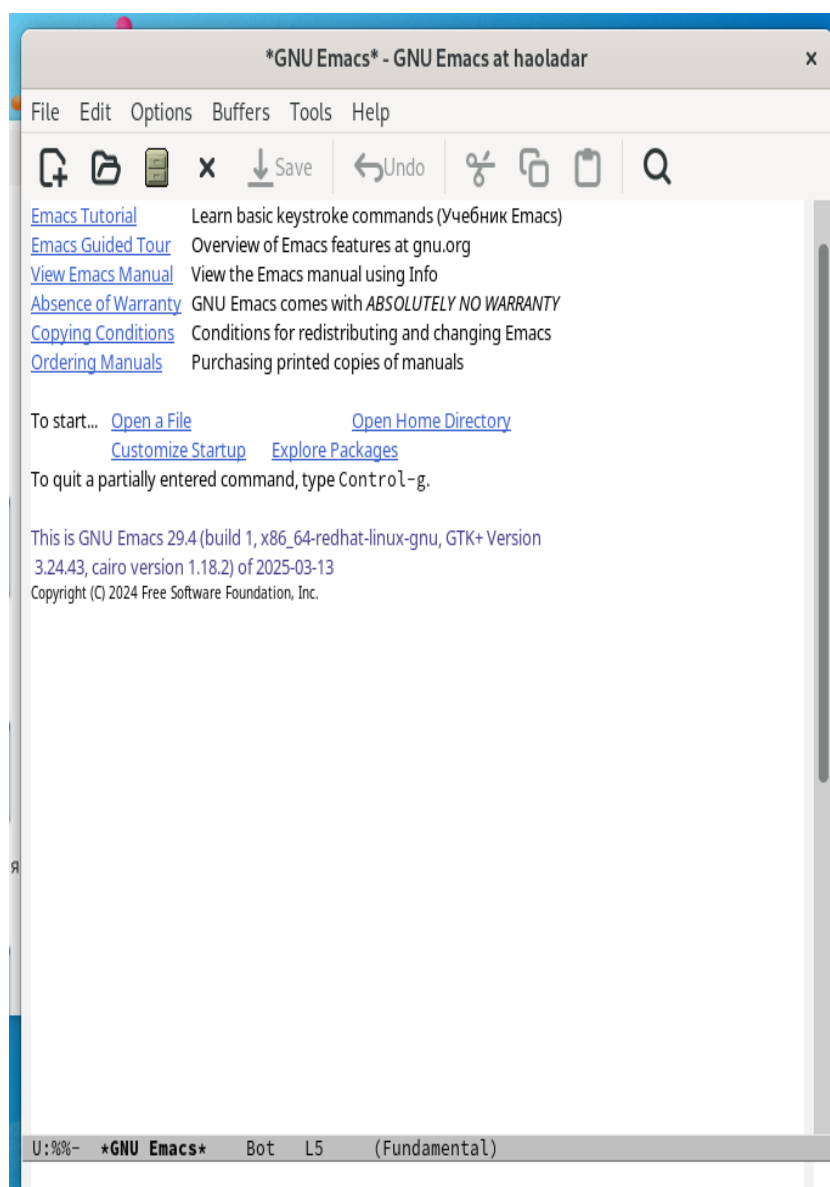 *GNU Emacs* - GNU Emacs at haoladar x
File Edit Options Buffers Tools Help
Save Undo
Emacs Tutorial Learn basic keystroke commands (Учебник Emacs)
Emacs Guided Tour Overview of Emacs features at gnu.org
View Emacs Manual View the Emacs manual using Info
Absence of Warranty GNU Emacs comes with ABSOLUTELY NO WARRANTY
Copying Conditions Conditions for redistributing and changing Emacs
Ordering Manuals Purchasing printed copies of manuals
To start... Open a File Open Home Directory
Customize Startup Explore Packages
To quit a partially entered command, type Control-g.
This is GNU Emacs 29.4 (build 1, x86_64-redhat-linux-gnu, GTK+ Version
3.24.43, cairo version 1.18.2) of 2025-03-13
Copyright (C) 2024 Free Software Foundation, Inc.
я
U:%%- *GNU Emacs* Bot L5 (Fundamental)